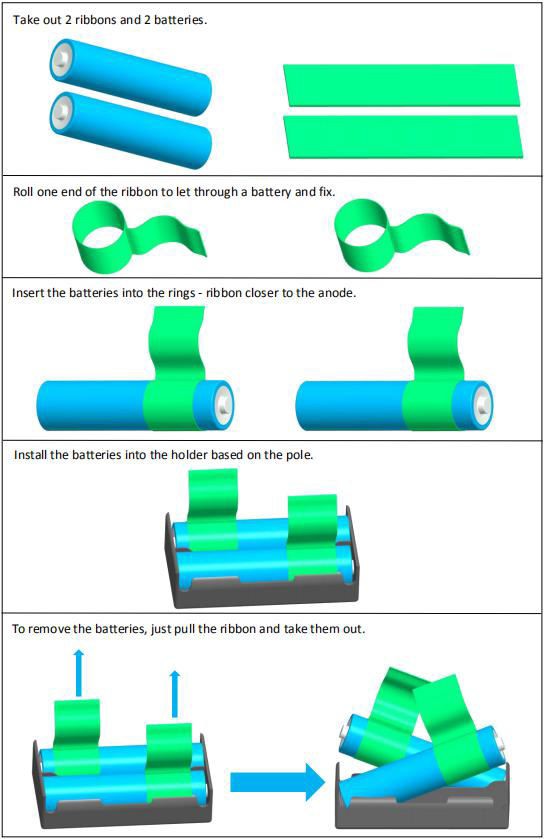 Take out 2 ribbons and 2 batteries.
Roll one end of the ribbon to let through a battery and fix.
Insert the batteries into the rings - ribbon closer to the anode.
Install the batteries into the holder based on the pole.
To remove the batteries, just pull the ribbon and take them out.